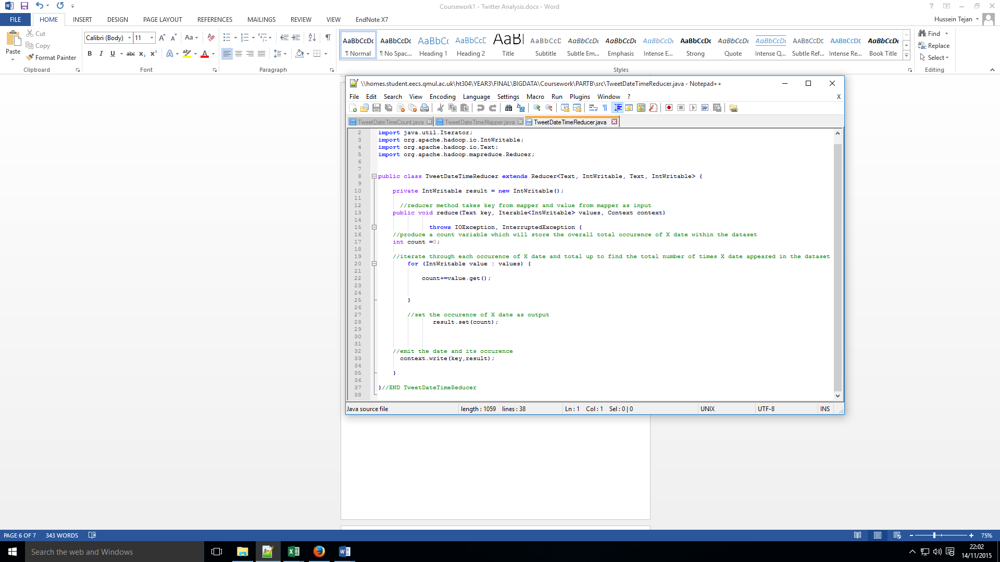 Coursework1 - Twitter Analysis.docx - Word
FILE HOME INSERT DESIGN PAGE LAYOUT REFERENCES MAILINGS REVIEW VIEW EndNote X7
Hussein Tejan
Paste
Cut
Copy
Format Painter
Clipboard
Calibri (Body) 11
Font
Paragraph
AaBbCcDc AaBbCcDc AaBbCc AaBbCcD AaB AaBbCcD AaBbCcDc AaBbCcDc AaBbCcDc AaBbCcDc AaBbCcDc AaBbCcDc AABBCCDE AABBCCDE AaBbCcDc
¶ Normal ¶ No Spac... Heading 1 Heading 2 Title Subtitle Subtle Em... Emphasis Intense E... Strong Quote Intense Q... Subtle Ref... Intense Re... Book Title
Styles
Find
Replace
Select
Editing
\\homes.student.eecs.qmul.ac.uk\ht304\YEAR3\FINAL\BIGDATA\Coursework\PARTB\src\TweetDateTimeReducer.java - Notepad++
File Edit Search View Encoding Language Settings Macro Run Plugins Window ? X
TweetDateTimeCount.java TweetDateTimeMapper.java TweetDateTimeReducer.java
2 import java.util.Iterator;
3 import org.apache.hadoop.io.IntWritable;
4 import org.apache.hadoop.io.Text;
5 import org.apache.hadoop.mapreduce.Reducer;
6
7
8 public class TweetDateTimeReducer extends Reducer<Text, IntWritable, Text, IntWritable> {
9
10 private IntWritable result = new IntWritable();
11
12 //reducer method takes key from mapper and value from mapper as input
13 public void reduce(Text key, Iterable<IntWritable> values, Context context)
14
15 throws IOException, InterruptedException {
16 //produce a count variable which will store the overall total occurence of X date within the dataset
17 int count =0;
18
19 //iterate through each occurence of X date and total up to find the total number of times X date appeared in the dataset
20 for (IntWritable value : values) {
21
22 count+=value.get();
23
24
25 }
26
27 //set the occurence of X date as output
28 result.set(count);
29
30
31
32 //emit the date and its occurence
33 context.write(key,result);
34
35 }
36
37 }//END TweetDateTimeReducer
38
Java source file length : 1059 lines : 38 Ln : 1 Col : 1 Sel : 0 | 0 UNIX UTF-8 INS
PAGE 6 OF 7 343 WORDS 75%
Search the web and Windows
22:02
14/11/2015